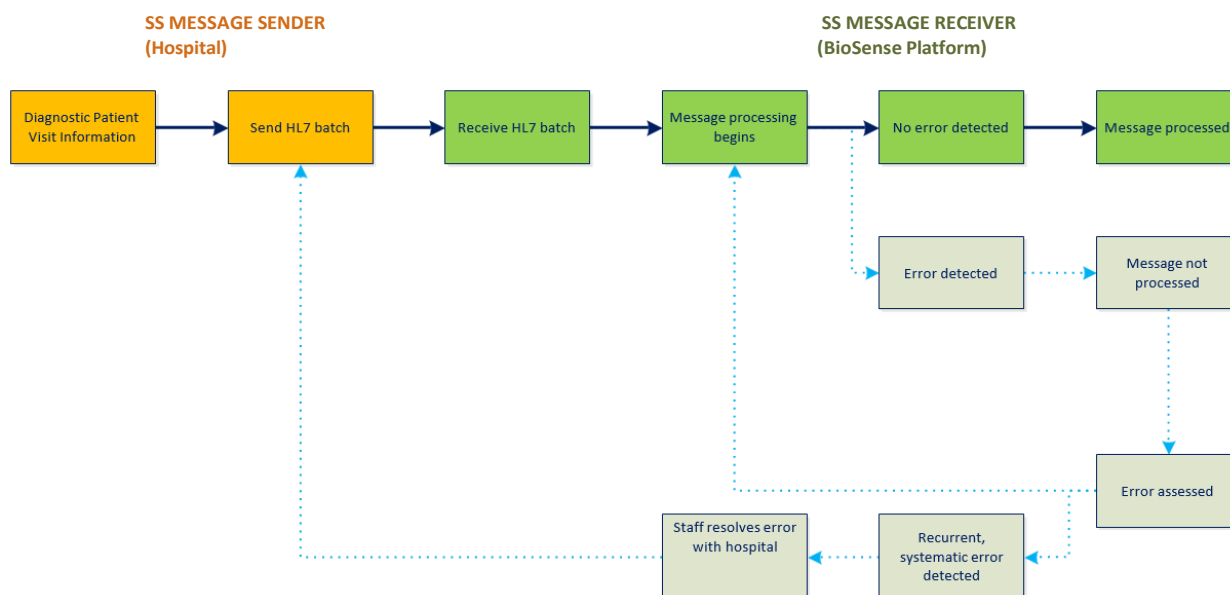 SS MESSAGE SENDER
(Hospital)
SS MESSAGE RECEIVER
(BioSense Platform)
Diagnostic Patient
Visit Information
Send HL7 batch
Receive HL7 batch
Message processing
begins
No error detected
Message processed
Error detected
Message not
processed
Error assessed
Staff resolves error
with hospital
Recurrent,
systematic error
detected